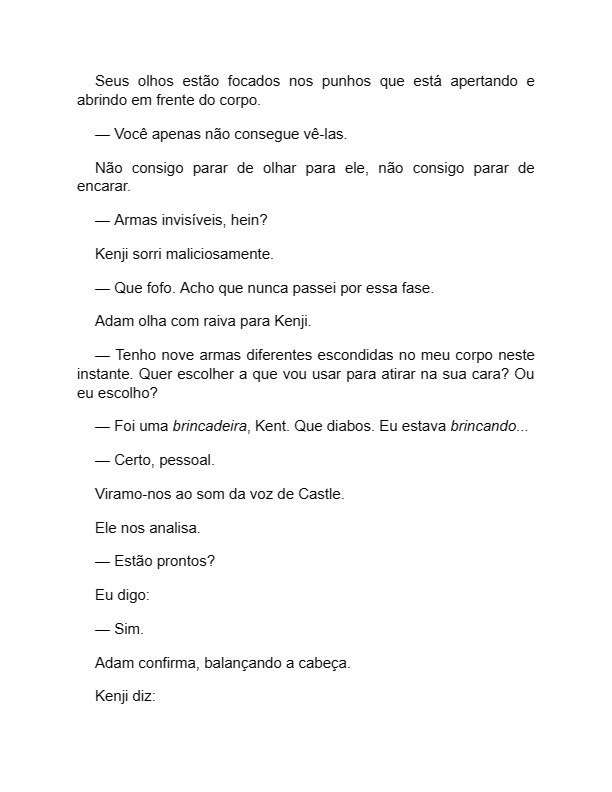 Seus olhos estão focados nos punhos que está apertando e
abrindo em frente do corpo.
— Você apenas não consegue vê-las.
Não consigo parar de olhar para ele, não consigo parar de
encarar.
— Armas invisíveis, hein?
Kenji sorri maliciosamente.
— Que fofo. Acho que nunca passei por essa fase.
Adam olha com raiva para Kenji.
— Tenho nove armas diferentes escondidas no meu corpo neste
instante. Quer escolher a que vou usar para atirar na sua cara? Ou
eu escolho?
— Foi uma brincadeira, Kent. Que diabos. Eu estava brincando...
— Certo, pessoal.
Viramo-nos ao som da voz de Castle.
Ele nos analisa.
— Estão prontos?
Eu digo:
— Sim.
Adam confirma, balançando a cabeça.
Kenji diz: